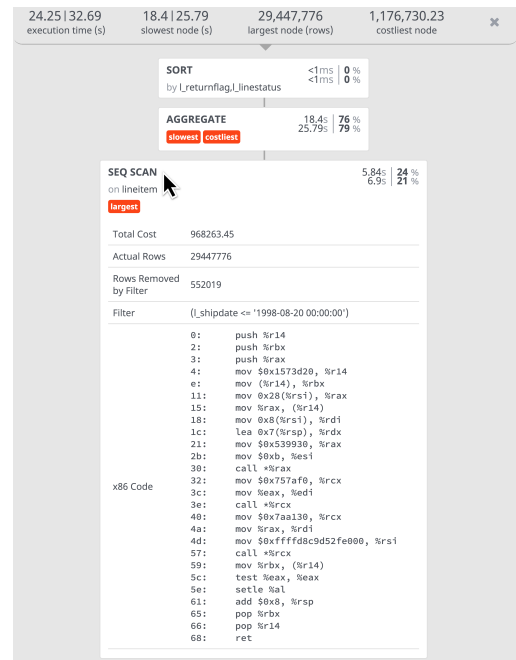 24.25|32.69 18.4|25.79 29,447,776 1,176,730.23
execution time (s) slowest node (s) largest node (rows) costliest node ✖
SORT <1ms | 0 %
<1ms | 0 %
by l_returnflag,l_linestatus
AGGREGATE 18.4s | 76 %
25.79s | 79 %
slowest costliest
SEQ SCAN 5.84s | 24 %
6.9s | 21 %
on lineitem
largest
Total Cost 968263.45
Actual Rows 29447776
Rows Removed
by Filter 552019
Filter (l_shipdate <= '1998-08-20 00:00:00')
x86 Code
0: push %r14
2: push %rbx
3: push %rax
4: mov $0x1573d20, %r14
e: mov (%r14), %rbx
11: mov 0x28(%rsi), %rax
15: mov %rax, (%r14)
18: mov 0x8(%rsi), %rdi
1c: lea 0x7(%rsp), %rdx
21: mov $0x539930, %rax
2b: mov $0xb, %esi
30: call *%rax
32: mov $0x757af0, %rcx
3c: mov %eax, %edi
3e: call *%rcx
40: mov $0x7aa130, %rcx
4a: mov %rax, %rdi
4d: mov $0xffffd8c9d52fe000, %rsi
57: call *%rcx
59: mov %rbx, (%r14)
5c: test %eax, %eax
5e: setle %al
61: add $0x8, %rsp
65: pop %rbx
66: pop %r14
68: ret